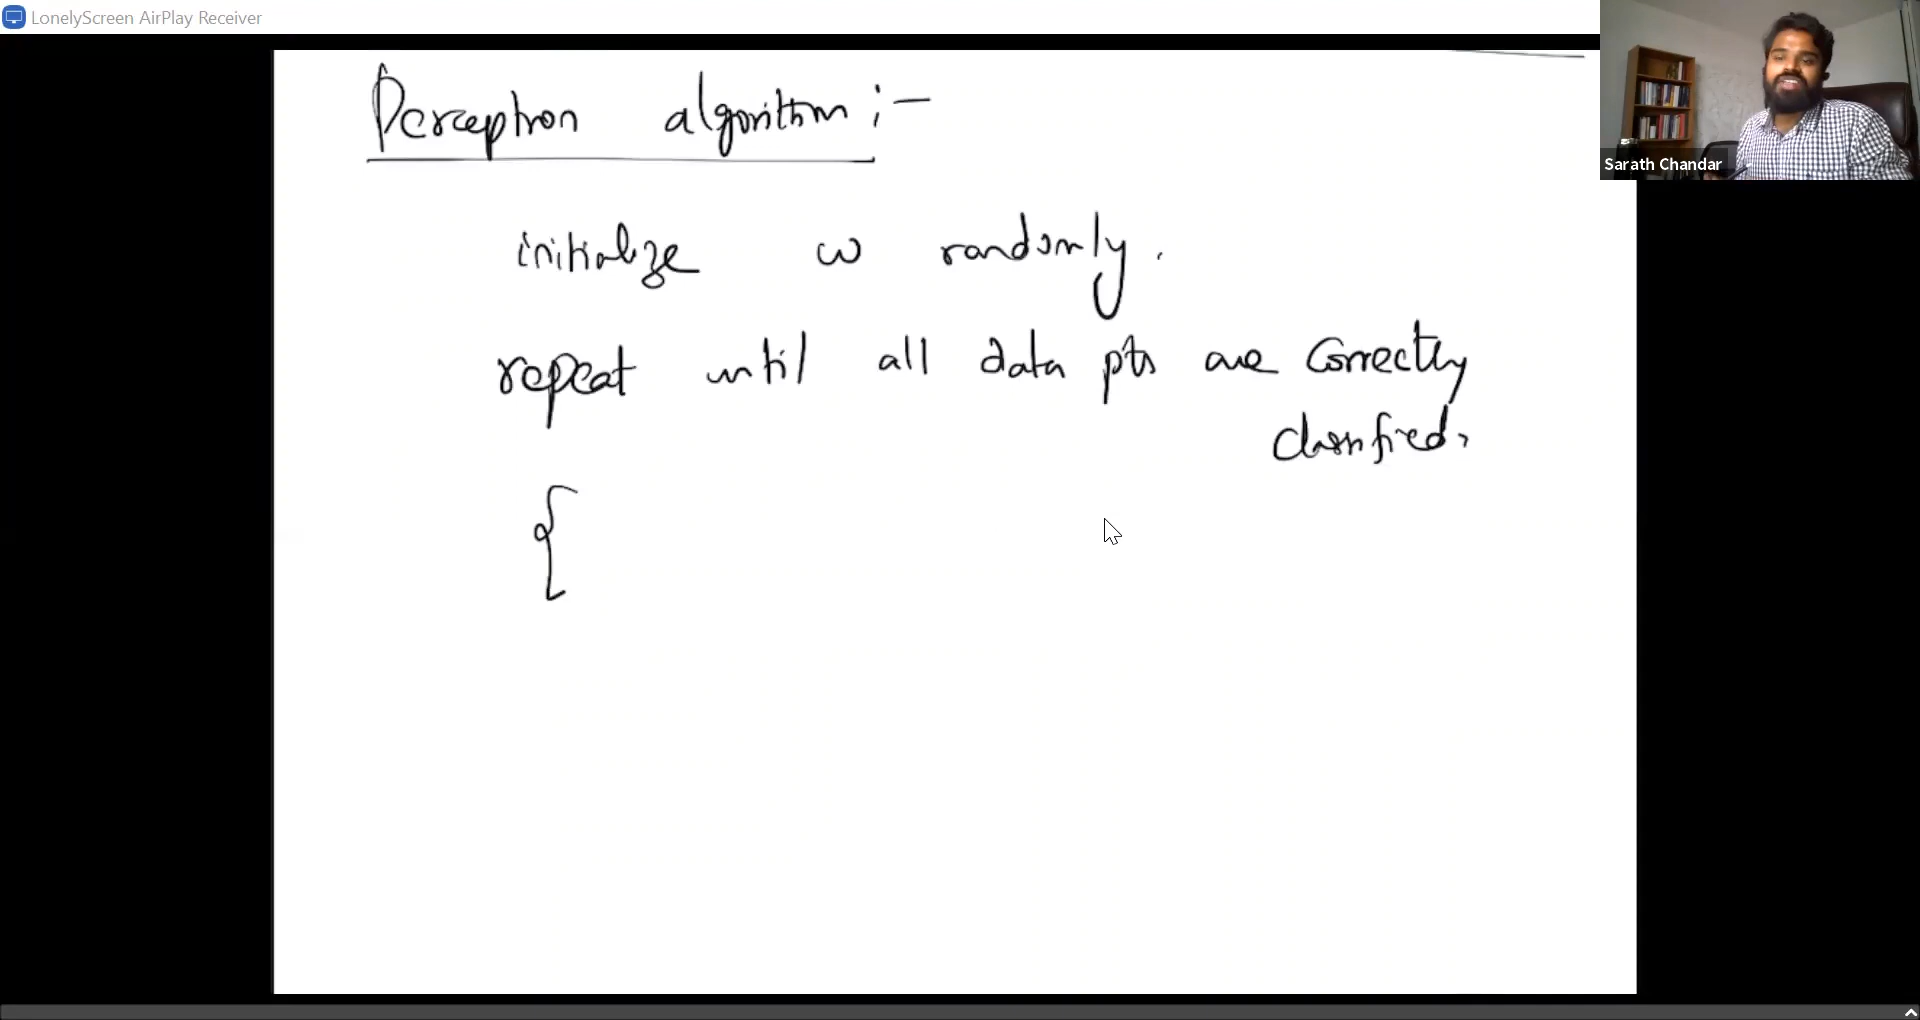 LonelyScreen AirPlay Receiver
Perceptron algorithm :-
initialize w randomly.
repeat until all data pts are Correctly
classified,
{
Sarath Chandar